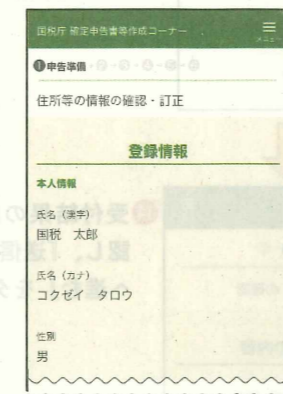 国税庁 確定申告書等作成コーナー
メニュー
❶申告準備
住所等の情報の確認・訂正
登録情報
本人情報
氏名（漢字）
国税　太郎
氏名（カナ）
コクゼイ　タロウ
性別
男